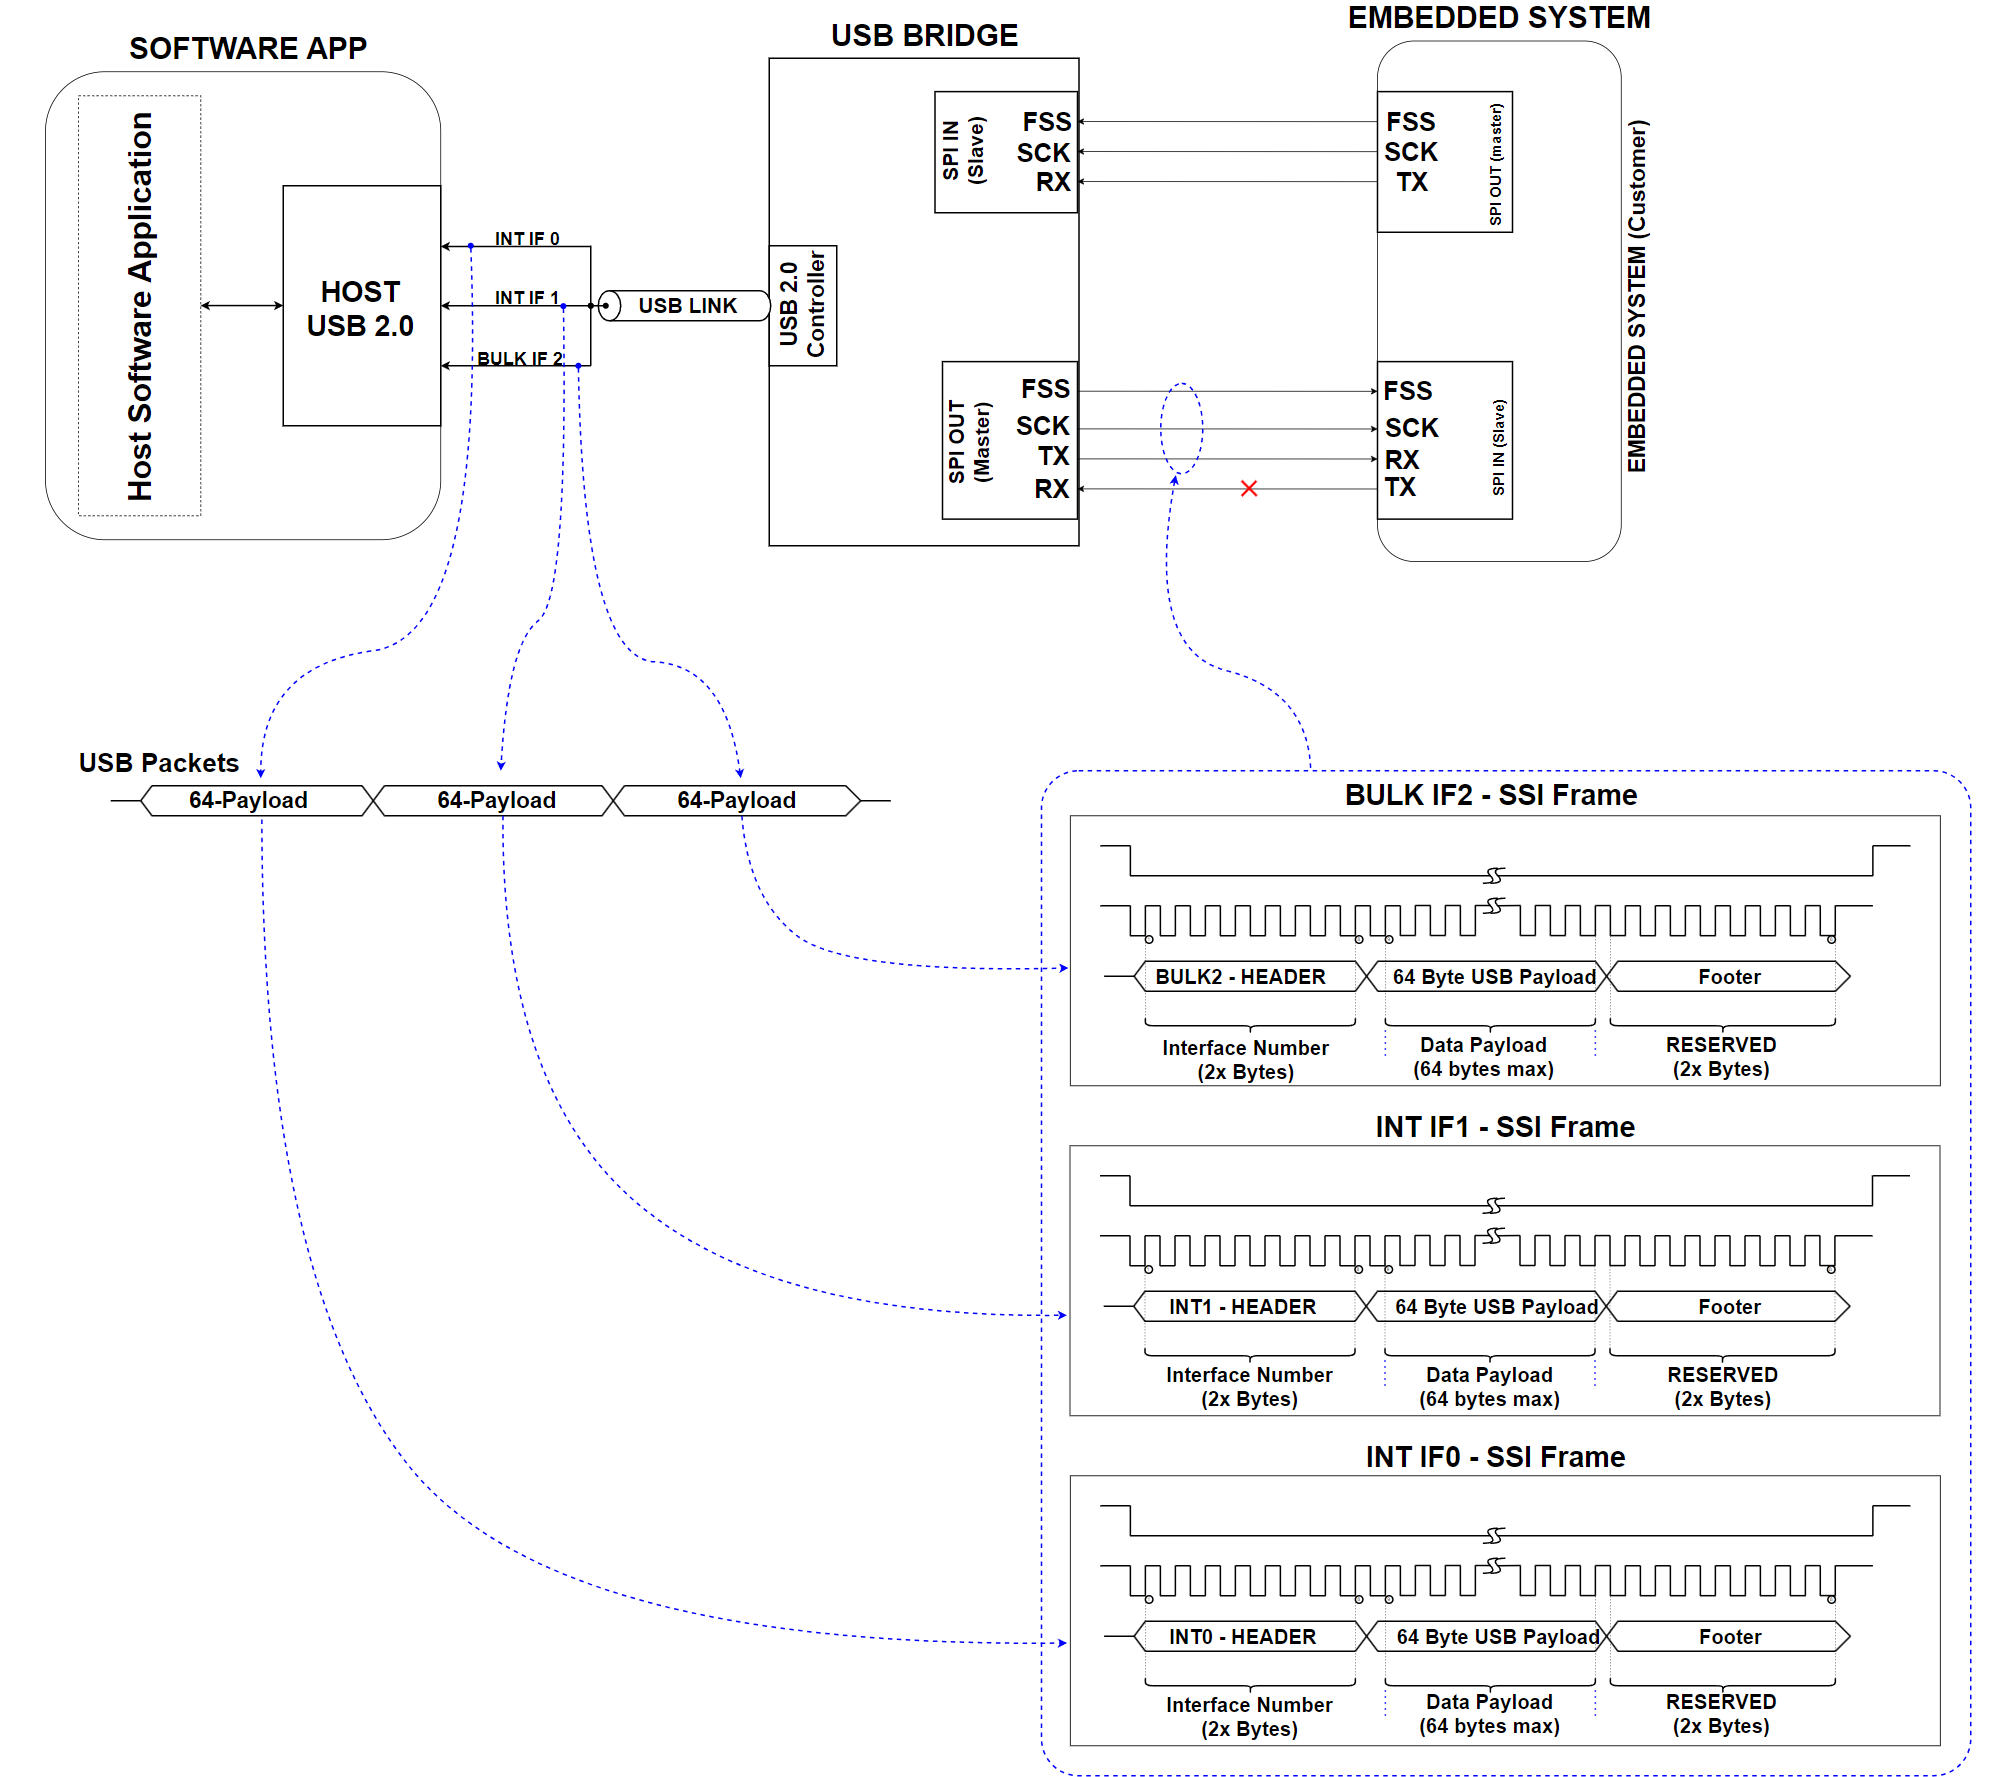 SOFTWARE APP
Host Software Application
HOST
USB 2.0
INT IF 0
INT IF 1
BULK IF 2
USB LINK
USB BRIDGE
USB 2.0
Controller
SPI IN
(Slave)
FSS
SCK
RX
SPI OUT
(Master)
FSS
SCK
TX
RX
EMBEDDED SYSTEM
FSS
SCK
TX
SPI OUT (master)
FSS
SCK
RX
TX
SPI IN (Slave)
EMBEDDED SYSTEM (Customer)
USB Packets
64-Payload
64-Payload
64-Payload
BULK IF2 - SSI Frame
BULK2 - HEADER
64 Byte USB Payload
Footer
Interface Number
(2x Bytes)
Data Payload
(64 bytes max)
RESERVED
(2x Bytes)
INT IF1 - SSI Frame
INT1 - HEADER
64 Byte USB Payload
Footer
Interface Number
(2x Bytes)
Data Payload
(64 bytes max)
RESERVED
(2x Bytes)
INT IF0 - SSI Frame
INT0 - HEADER
64 Byte USB Payload
Footer
Interface Number
(2x Bytes)
Data Payload
(64 bytes max)
RESERVED
(2x Bytes)